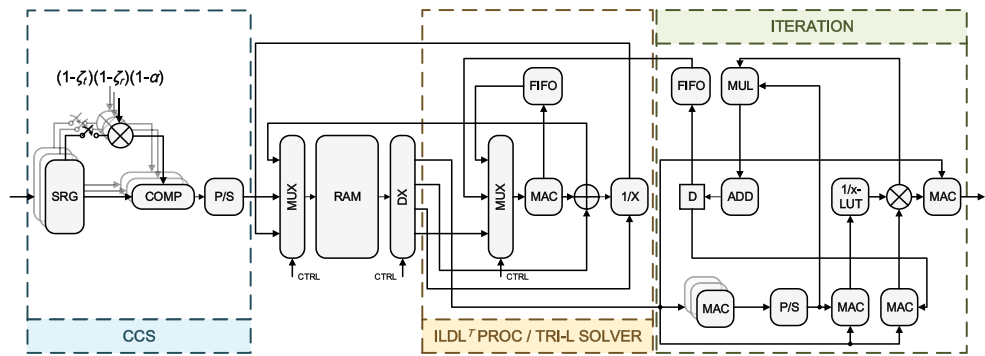 ITERATION
(1-ζt)(1-ζr)(1-α)
SRG
COMP
P/S
MUX
RAM
DX
CTRL
CTRL
FIFO
MUX
MAC
1/X
CTRL
FIFO
MUL
D
ADD
1/x-
LUT
MAC
MAC
P/S
MAC
MAC
CCS
ILDLᵀ PROC / TRI-L SOLVER